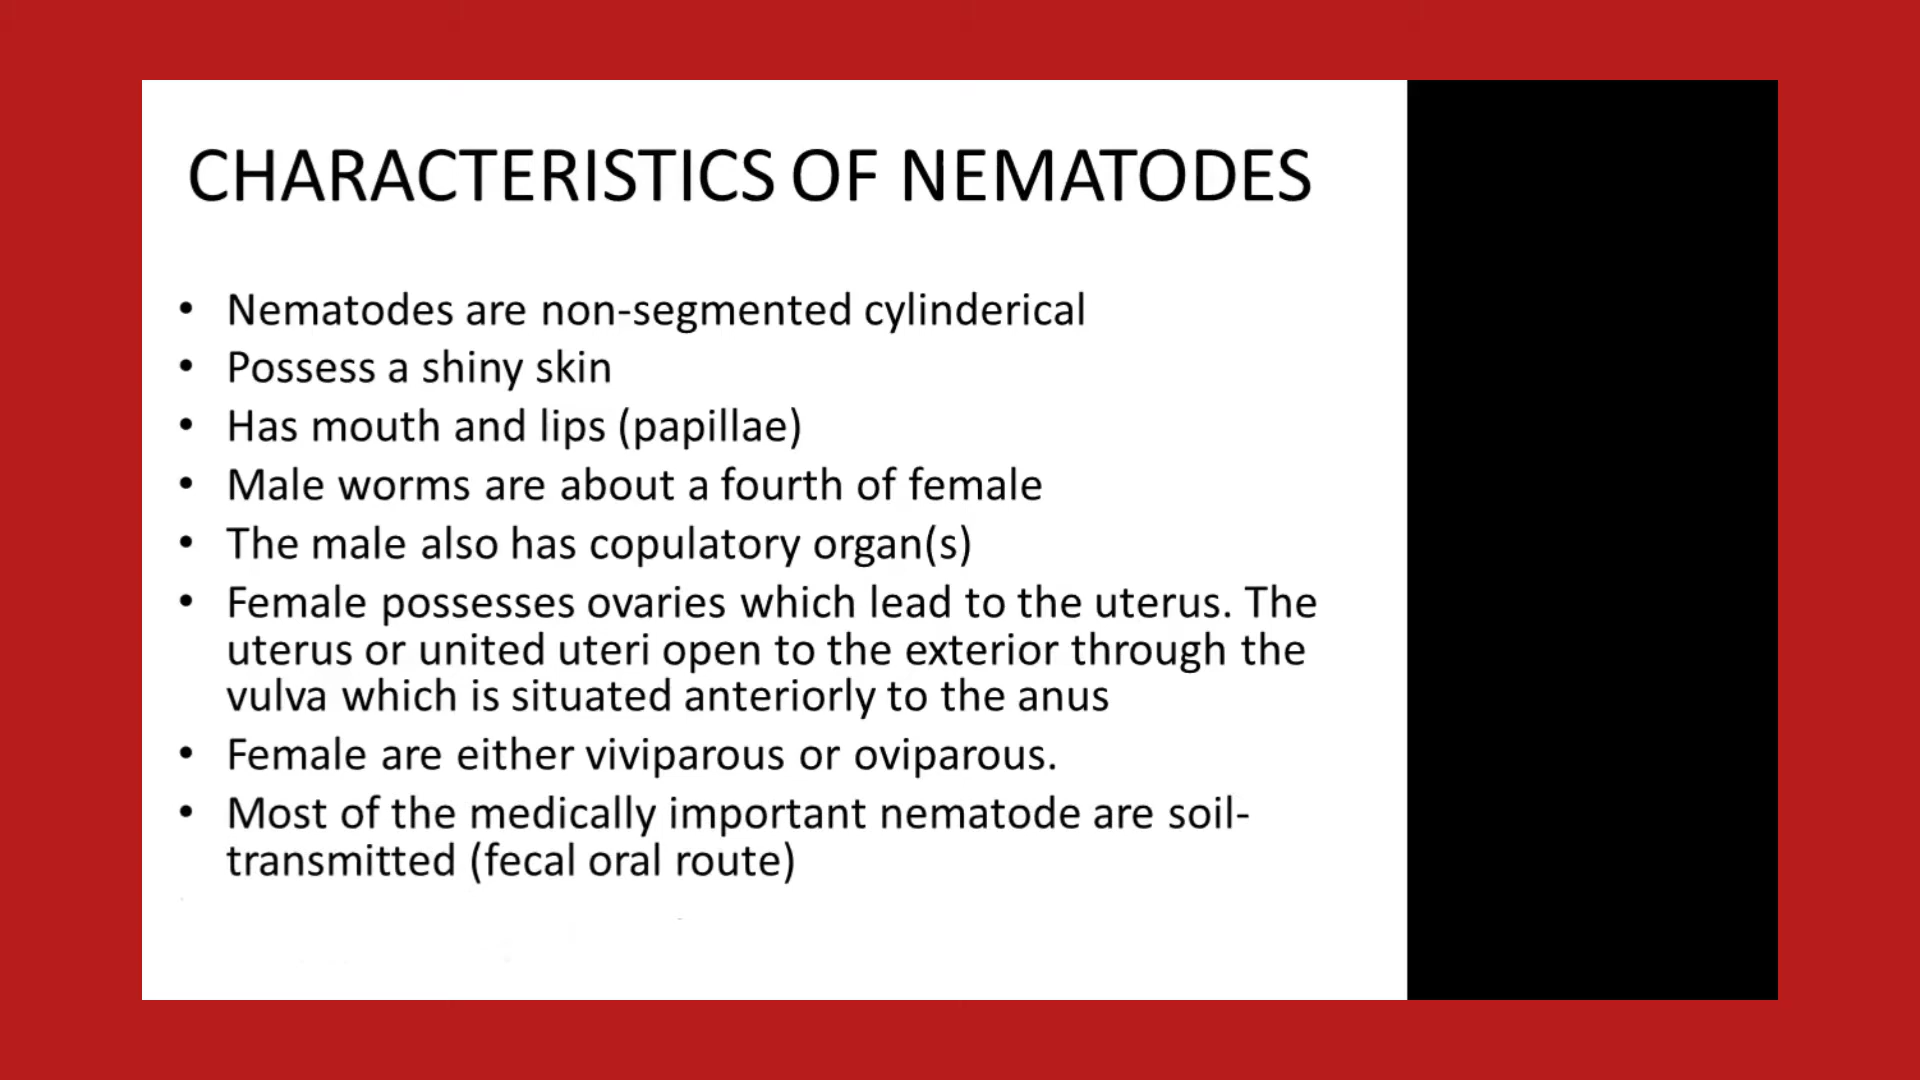 CHARACTERISTICS OF NEMATODES
• Nematodes are non-segmented cylinderical
• Possess a shiny skin
• Has mouth and lips (papillae)
• Male worms are about a fourth of female
• The male also has copulatory organ(s)
• Female possesses ovaries which lead to the uterus. The
uterus or united uteri open to the exterior through the
vulva which is situated anteriorly to the anus
• Female are either viviparous or oviparous.
• Most of the medically important nematode are soil-
transmitted (fecal oral route)